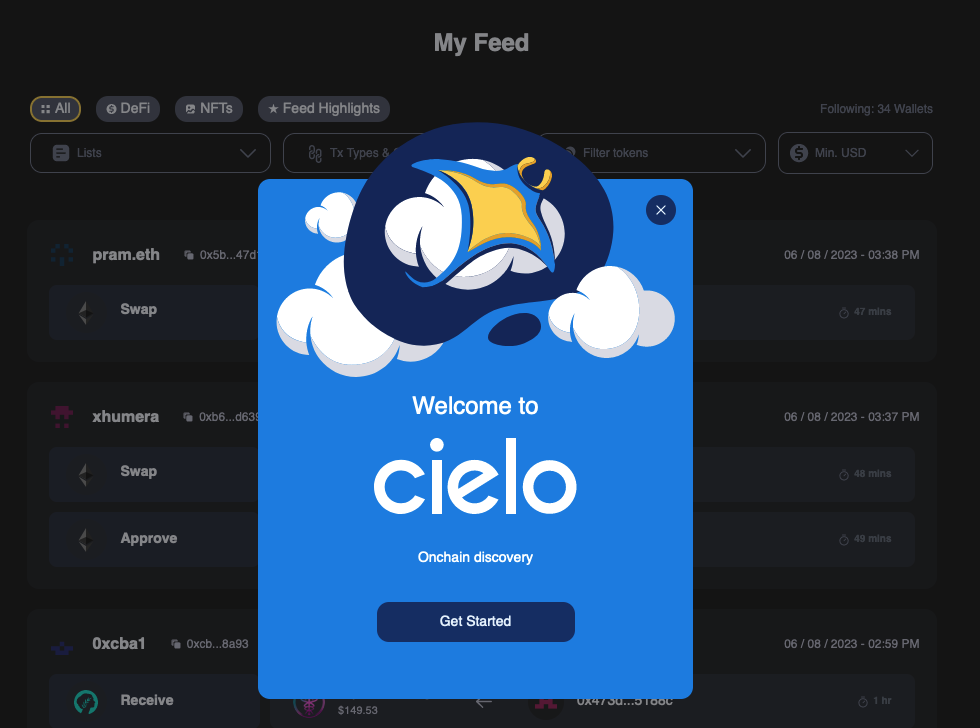 My Feed
All DeFi NFTs Feed Highlights
Following: 34 Wallets
Lists Tx Types & Filter tokens Min. USD
pram.eth 0x5b...47d 06 / 08 / 2023 - 03:38 PM
Swap 47 mins
Welcome to
xhumera 0xb6...d639 06 / 08 / 2023 - 03:37 PM
cielo
Swap 48 mins
Approve 49 mins
Onchain discovery
Get Started
0xcba1 0xcb...8a93 06 / 08 / 2023 - 02:59 PM
Receive $149.53 0x473d...5188c 1 hr